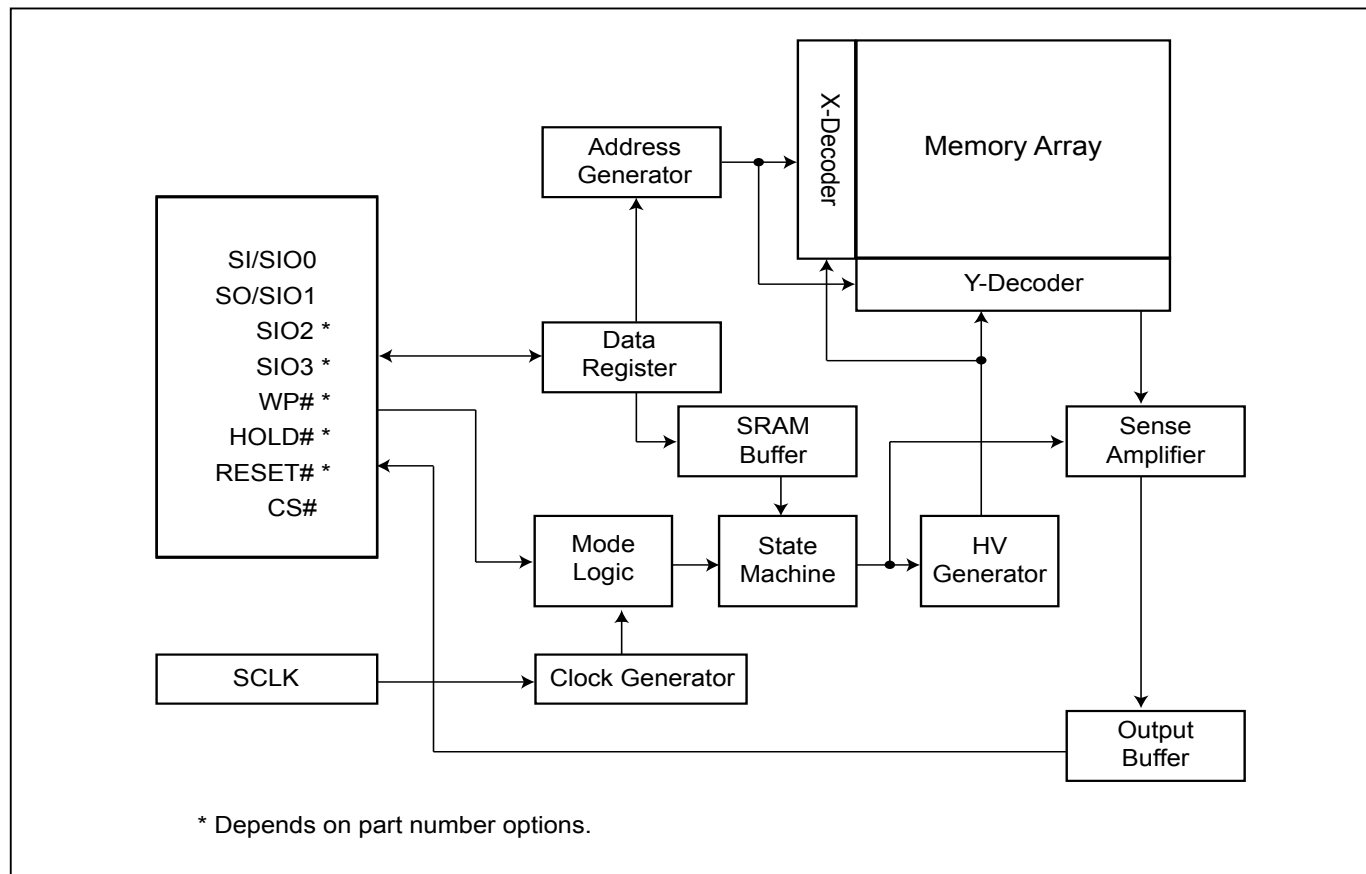 X-Decoder
Memory Array
Address
Generator
SI/SIO0
SO/SIO1
SIO2 *
SIO3 *
WP# *
HOLD# *
RESET# *
CS#
Y-Decoder
Data
Register
SRAM
Buffer
Sense
Amplifier
Mode
Logic
State
Machine
HV
Generator
SCLK
Clock Generator
Output
Buffer
* Depends on part number options.